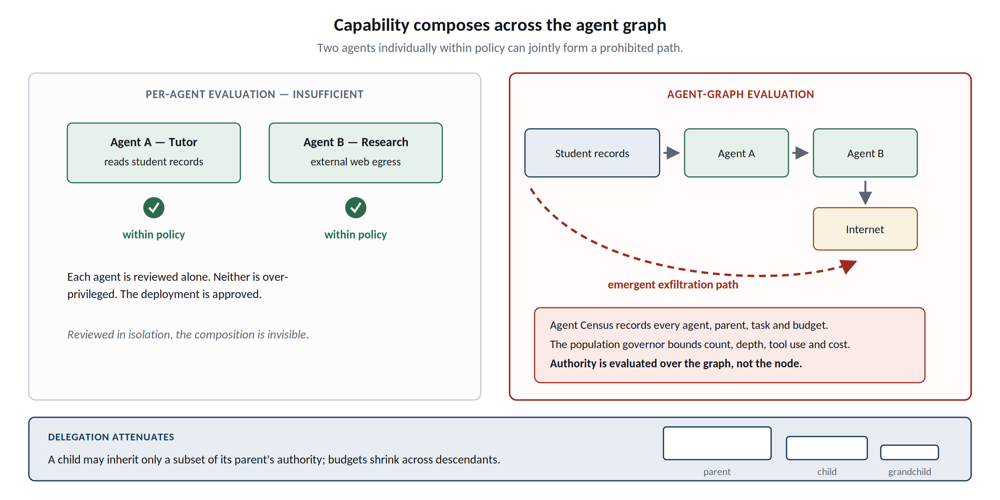 Capability composes across the agent graph
Two agents individually within policy can jointly form a prohibited path.
PER-AGENT EVALUATION — INSUFFICIENT
Agent A — Tutor
reads student records
Agent B — Research
external web egress
within policy
within policy
Each agent is reviewed alone. Neither is over-
privileged. The deployment is approved.
Reviewed in isolation, the composition is invisible.
AGENT-GRAPH EVALUATION
Student records
Agent A
Agent B
Internet
emergent exfiltration path
Agent Census records every agent, parent, task and budget.
The population governor bounds count, depth, tool use and cost.
Authority is evaluated over the graph, not the node.
DELEGATION ATTENUATES
A child may inherit only a subset of its parent's authority; budgets shrink across descendants.
parent
child
grandchild